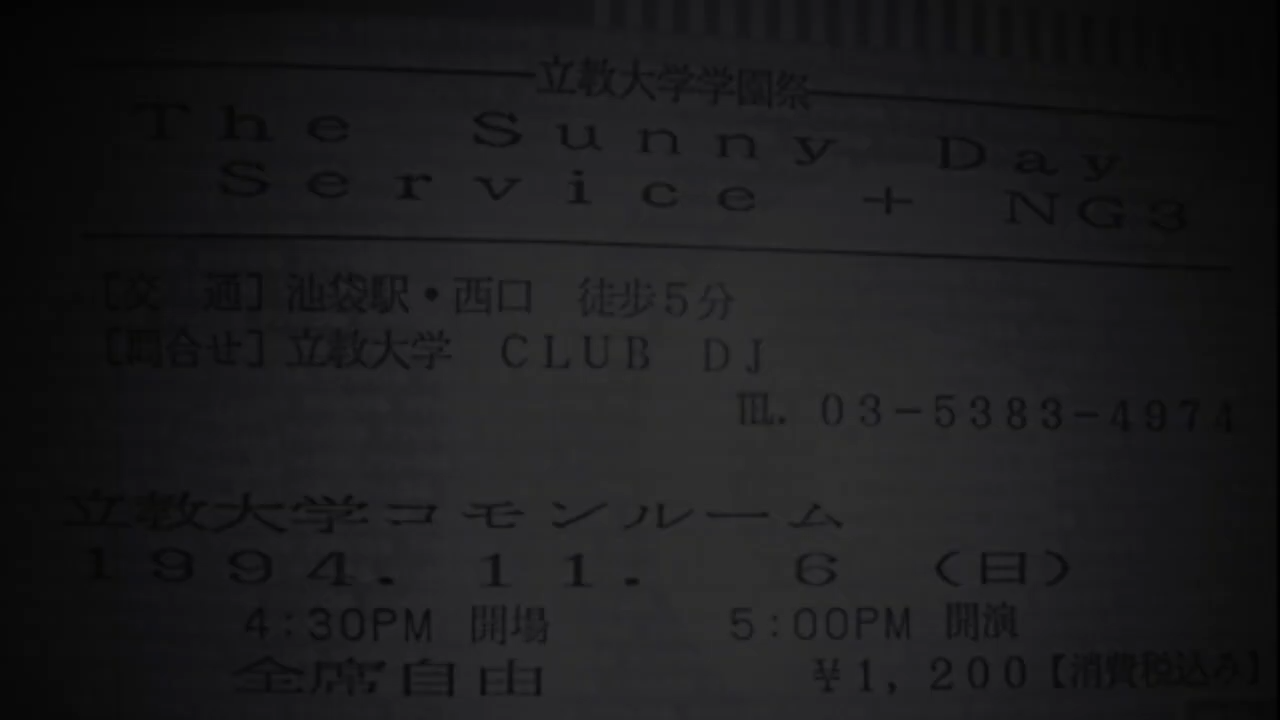 立教大学学園祭
The Sunny Day
Service + NG3
[交 通] 池袋駅・西口 徒歩5分
[問合せ] 立教大学 CLUB DJ
℡. 03-5383-4974
立教大学コモンルーム
1994. 11. 6 (日)
4:30PM 開場 5:00PM 開演
全席自由 ¥1, 200【消費税込み】